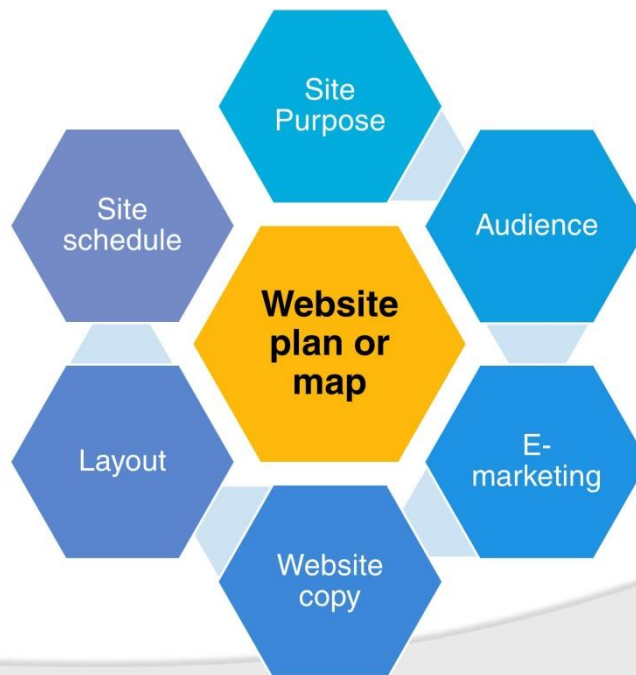 Site
Purpose
Audience
E-
marketing
Website
copy
Layout
Site
schedule
Website
plan or
map